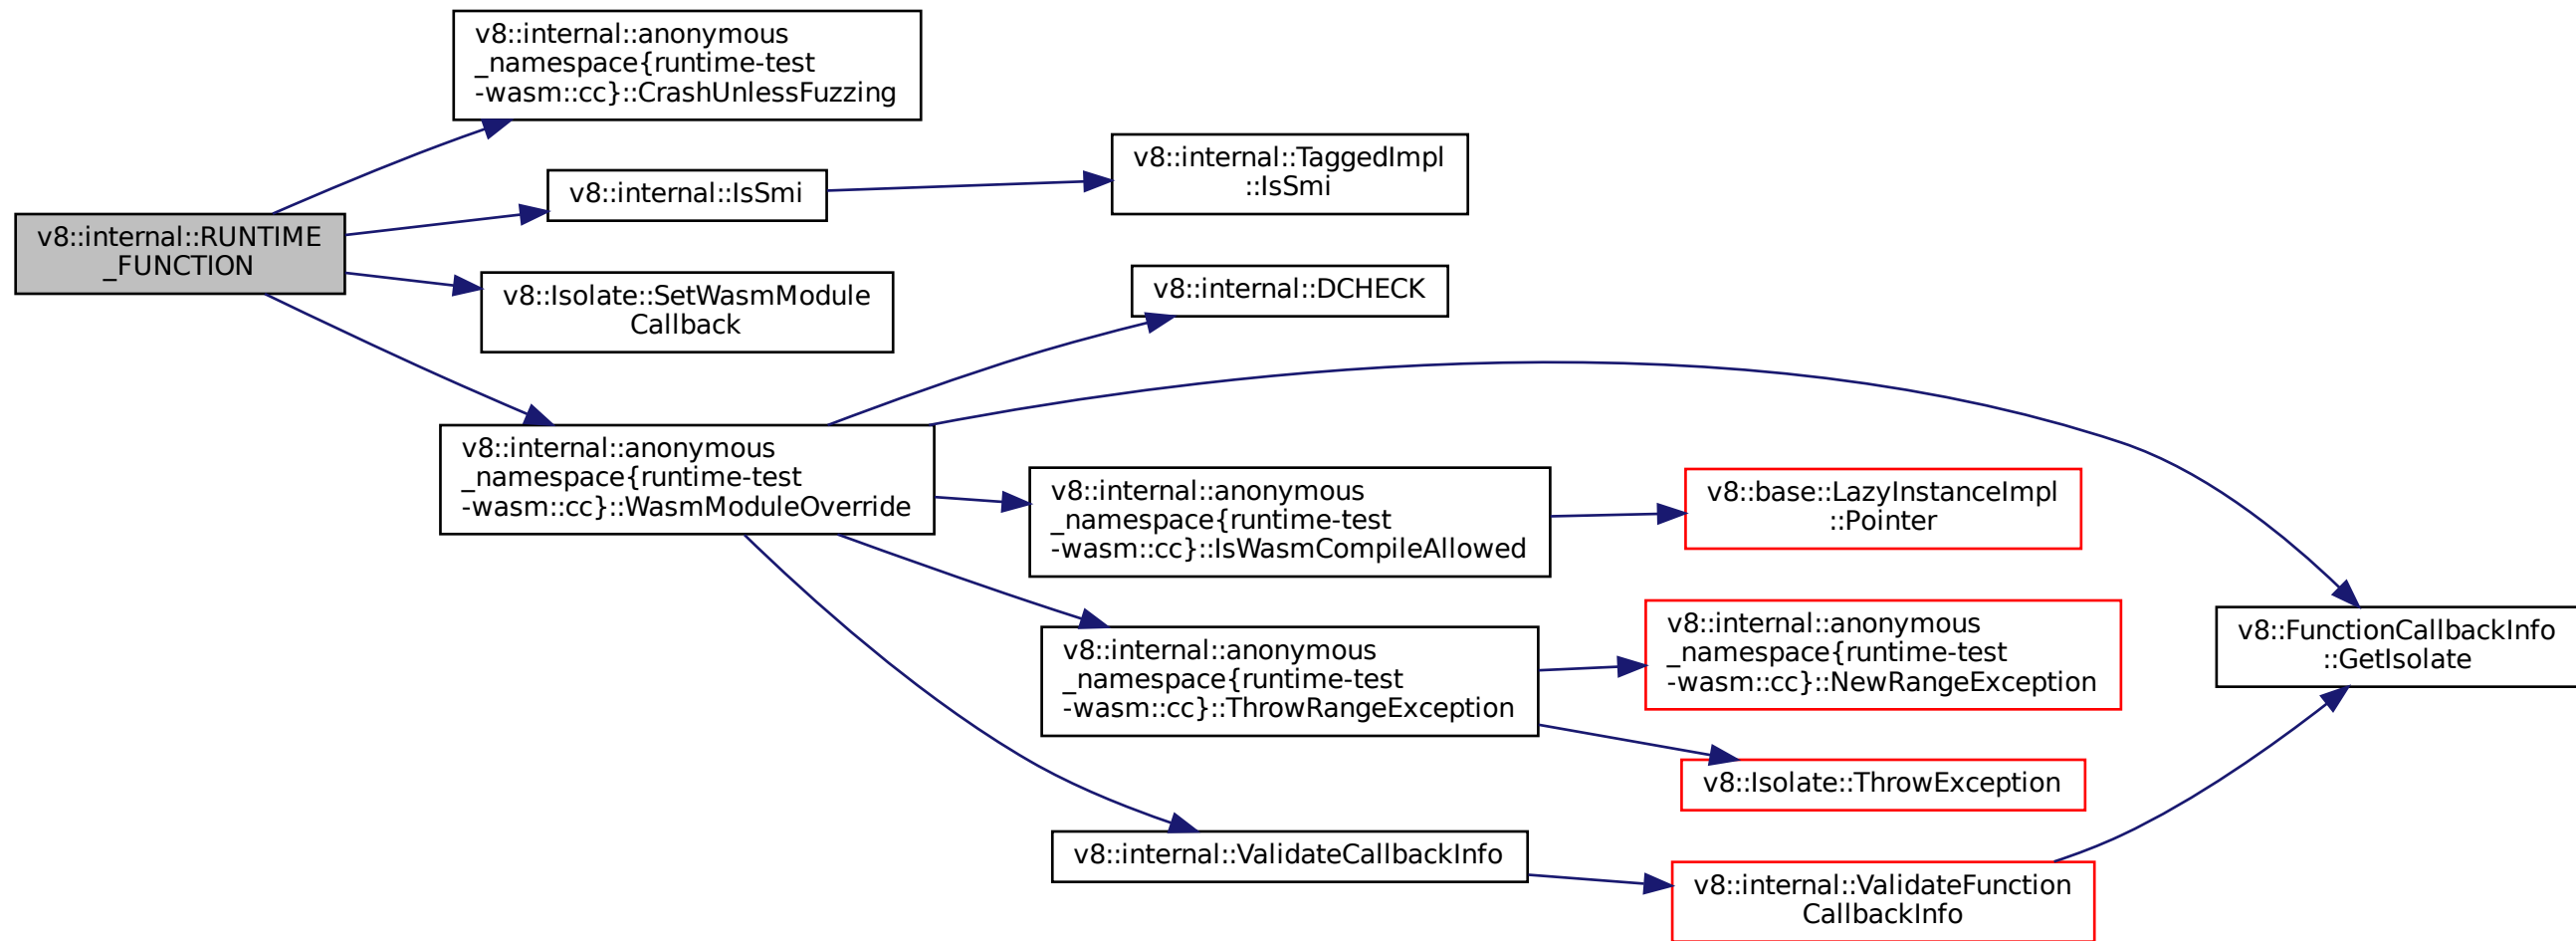 v8::internal::RUNTIME
_FUNCTION
v8::internal::anonymous
_namespace{runtime-test
-wasm::cc}::CrashUnlessFuzzing
v8::internal::IsSmi
v8::internal::TaggedImpl
::IsSmi
v8::Isolate::SetWasmModule
Callback
v8::internal::anonymous
_namespace{runtime-test
-wasm::cc}::WasmModuleOverride
v8::internal::DCHECK
v8::internal::anonymous
_namespace{runtime-test
-wasm::cc}::IsWasmCompileAllowed
v8::base::LazyInstanceImpl
::Pointer
v8::internal::anonymous
_namespace{runtime-test
-wasm::cc}::ThrowRangeException
v8::internal::anonymous
_namespace{runtime-test
-wasm::cc}::NewRangeException
v8::Isolate::ThrowException
v8::internal::ValidateCallbackInfo
v8::internal::ValidateFunction
CallbackInfo
v8::FunctionCallbackInfo
::GetIsolate